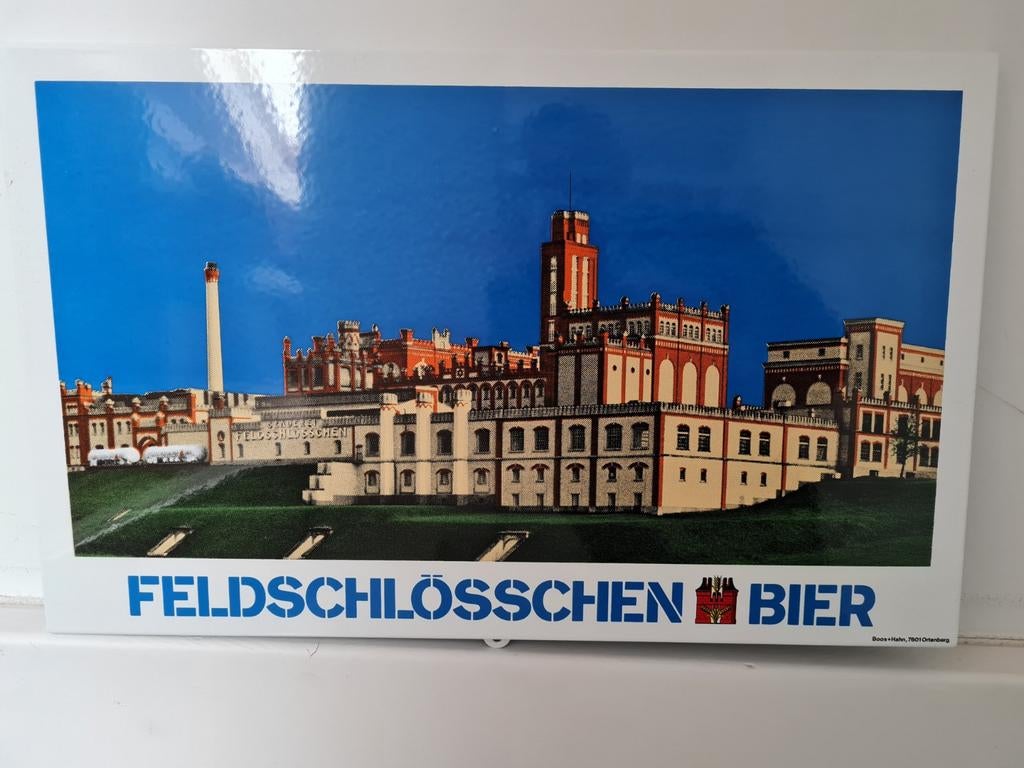 BRAUEREI
FELDSCHLÖSSCHEN
FELDSCHLÖSSCHEN BIER
Boos+Hahn, 7601 Ortenberg